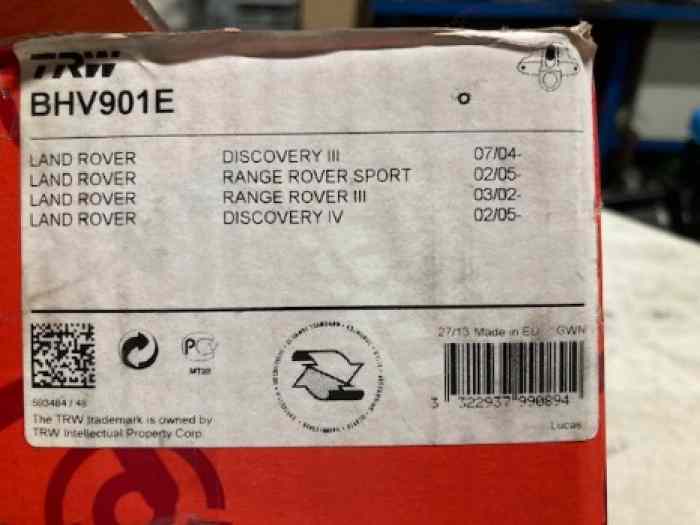 TRW
BHV901E
LAND ROVER DISCOVERY III 07/04-
LAND ROVER RANGE ROVER SPORT 02/05-
LAND ROVER RANGE ROVER III 03/02-
LAND ROVER DISCOVERY IV 02/05-
27/13 Made in EU GWN
593484 / 48
3 322937 990894
The TRW trademark is owned by
TRW Intellectual Property Corp.
Lucas